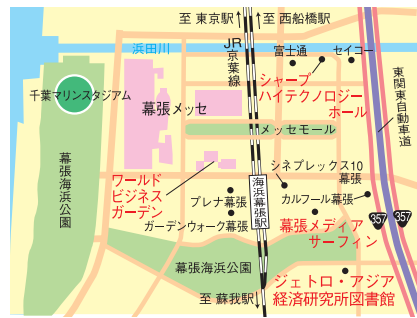 至 東京駅
至 西船橋駅
浜田川
JR京葉線
富士通
セイコー
シャープ
ハイテクノロジー
ホール
千葉マリンスタジアム
幕張メッセ
東関東自動車道
メッセモール
ワールド
ビジネス
ガーデン
シネプレックス10
幕張
海浜幕張駅
プレナ幕張
カルフール幕張
ガーデンウォーク幕張
幕張メディア
サーフィン
357
357
幕張海浜公園
幕張海浜公園
ジェトロ・アジア
経済研究所図書館
至 蘇我駅